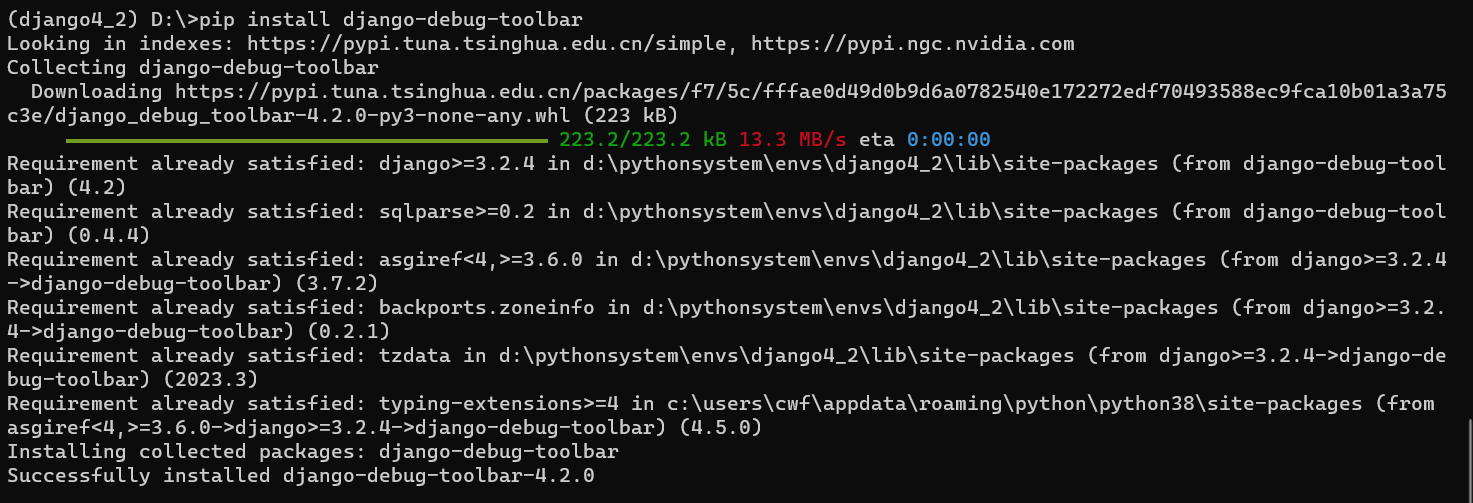 (django4_2) D:\>pip install django-debug-toolbar
Looking in indexes: https://pypi.tuna.tsinghua.edu.cn/simple, https://pypi.ngc.nvidia.com
Collecting django-debug-toolbar
  Downloading https://pypi.tuna.tsinghua.edu.cn/packages/f7/5c/fffae0d49d0b9d6a0782540e172272edf70493588ec9fca10b01a3a75
c3e/django_debug_toolbar-4.2.0-py3-none-any.whl (223 kB)
223.2/223.2 kB 13.3 MB/s eta 0:00:00
Requirement already satisfied: django>=3.2.4 in d:\pythonsystem\envs\django4_2\lib\site-packages (from django-debug-tool
bar) (4.2)
Requirement already satisfied: sqlparse>=0.2 in d:\pythonsystem\envs\django4_2\lib\site-packages (from django-debug-tool
bar) (0.4.4)
Requirement already satisfied: asgiref<4,>=3.6.0 in d:\pythonsystem\envs\django4_2\lib\site-packages (from django>=3.2.4
->django-debug-toolbar) (3.7.2)
Requirement already satisfied: backports.zoneinfo in d:\pythonsystem\envs\django4_2\lib\site-packages (from django>=3.2.
4->django-debug-toolbar) (0.2.1)
Requirement already satisfied: tzdata in d:\pythonsystem\envs\django4_2\lib\site-packages (from django>=3.2.4->django-de
bug-toolbar) (2023.3)
Requirement already satisfied: typing-extensions>=4 in c:\users\cwf\appdata\roaming\python\python38\site-packages (from
asgiref<4,>=3.6.0->django>=3.2.4->django-debug-toolbar) (4.5.0)
Installing collected packages: django-debug-toolbar
Successfully installed django-debug-toolbar-4.2.0